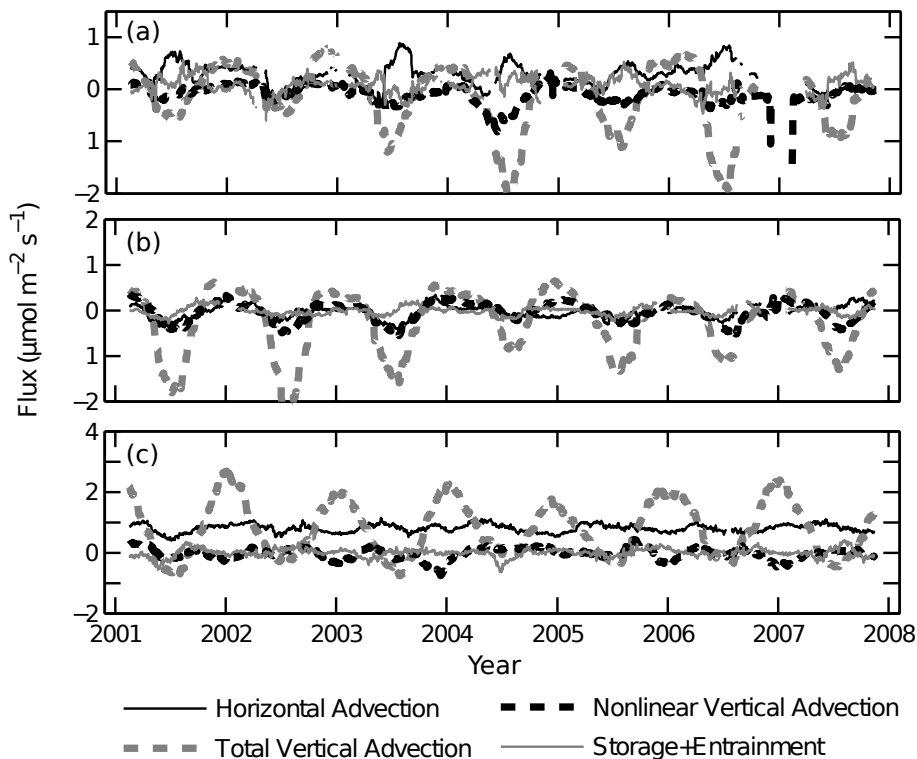 (a)
1
0
1
−2
(b)
2
1
0
1
−2
(c)
4
2
0
−2
Flux (μmol m−2 s−1)
2001 2002 2003 2004 2005 2006 2007 2008
Year
Horizontal Advection
Nonlinear Vertical Advection
Total Vertical Advection
Storage+Entrainment